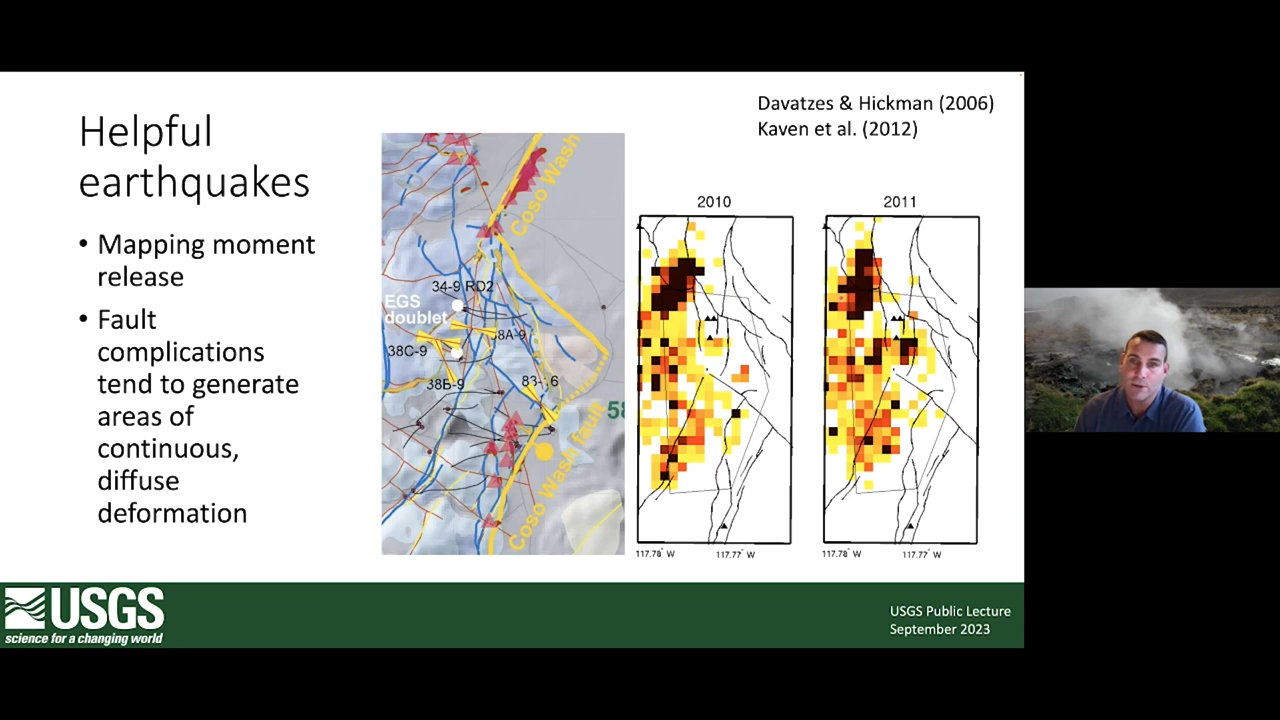 Helpful
earthquakes
• Mapping moment
release
• Fault
complications
tend to generate
areas of
continuous,
diffuse
deformation
Davatzes & Hickman (2006)
Kaven et al. (2012)
Coso Wash
34-9 RD2
EGS
doublet
38A-9
38C-9
38B-9
58
Coso Wash fault
2010
2011
117.78° W
117.77° W
117.78° W
117.77° W
USGS
science for a changing world
USGS Public Lecture
September 2023